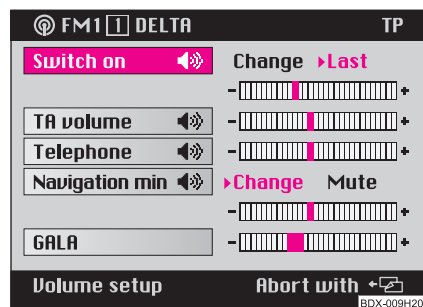 FM1 1 DELTA TP
Switch on Change Last
- +
TA volume - +
Telephone - +
Navigation min Change Mute
- +
GALA - +
Volume setup Abort with
BDX-009H20